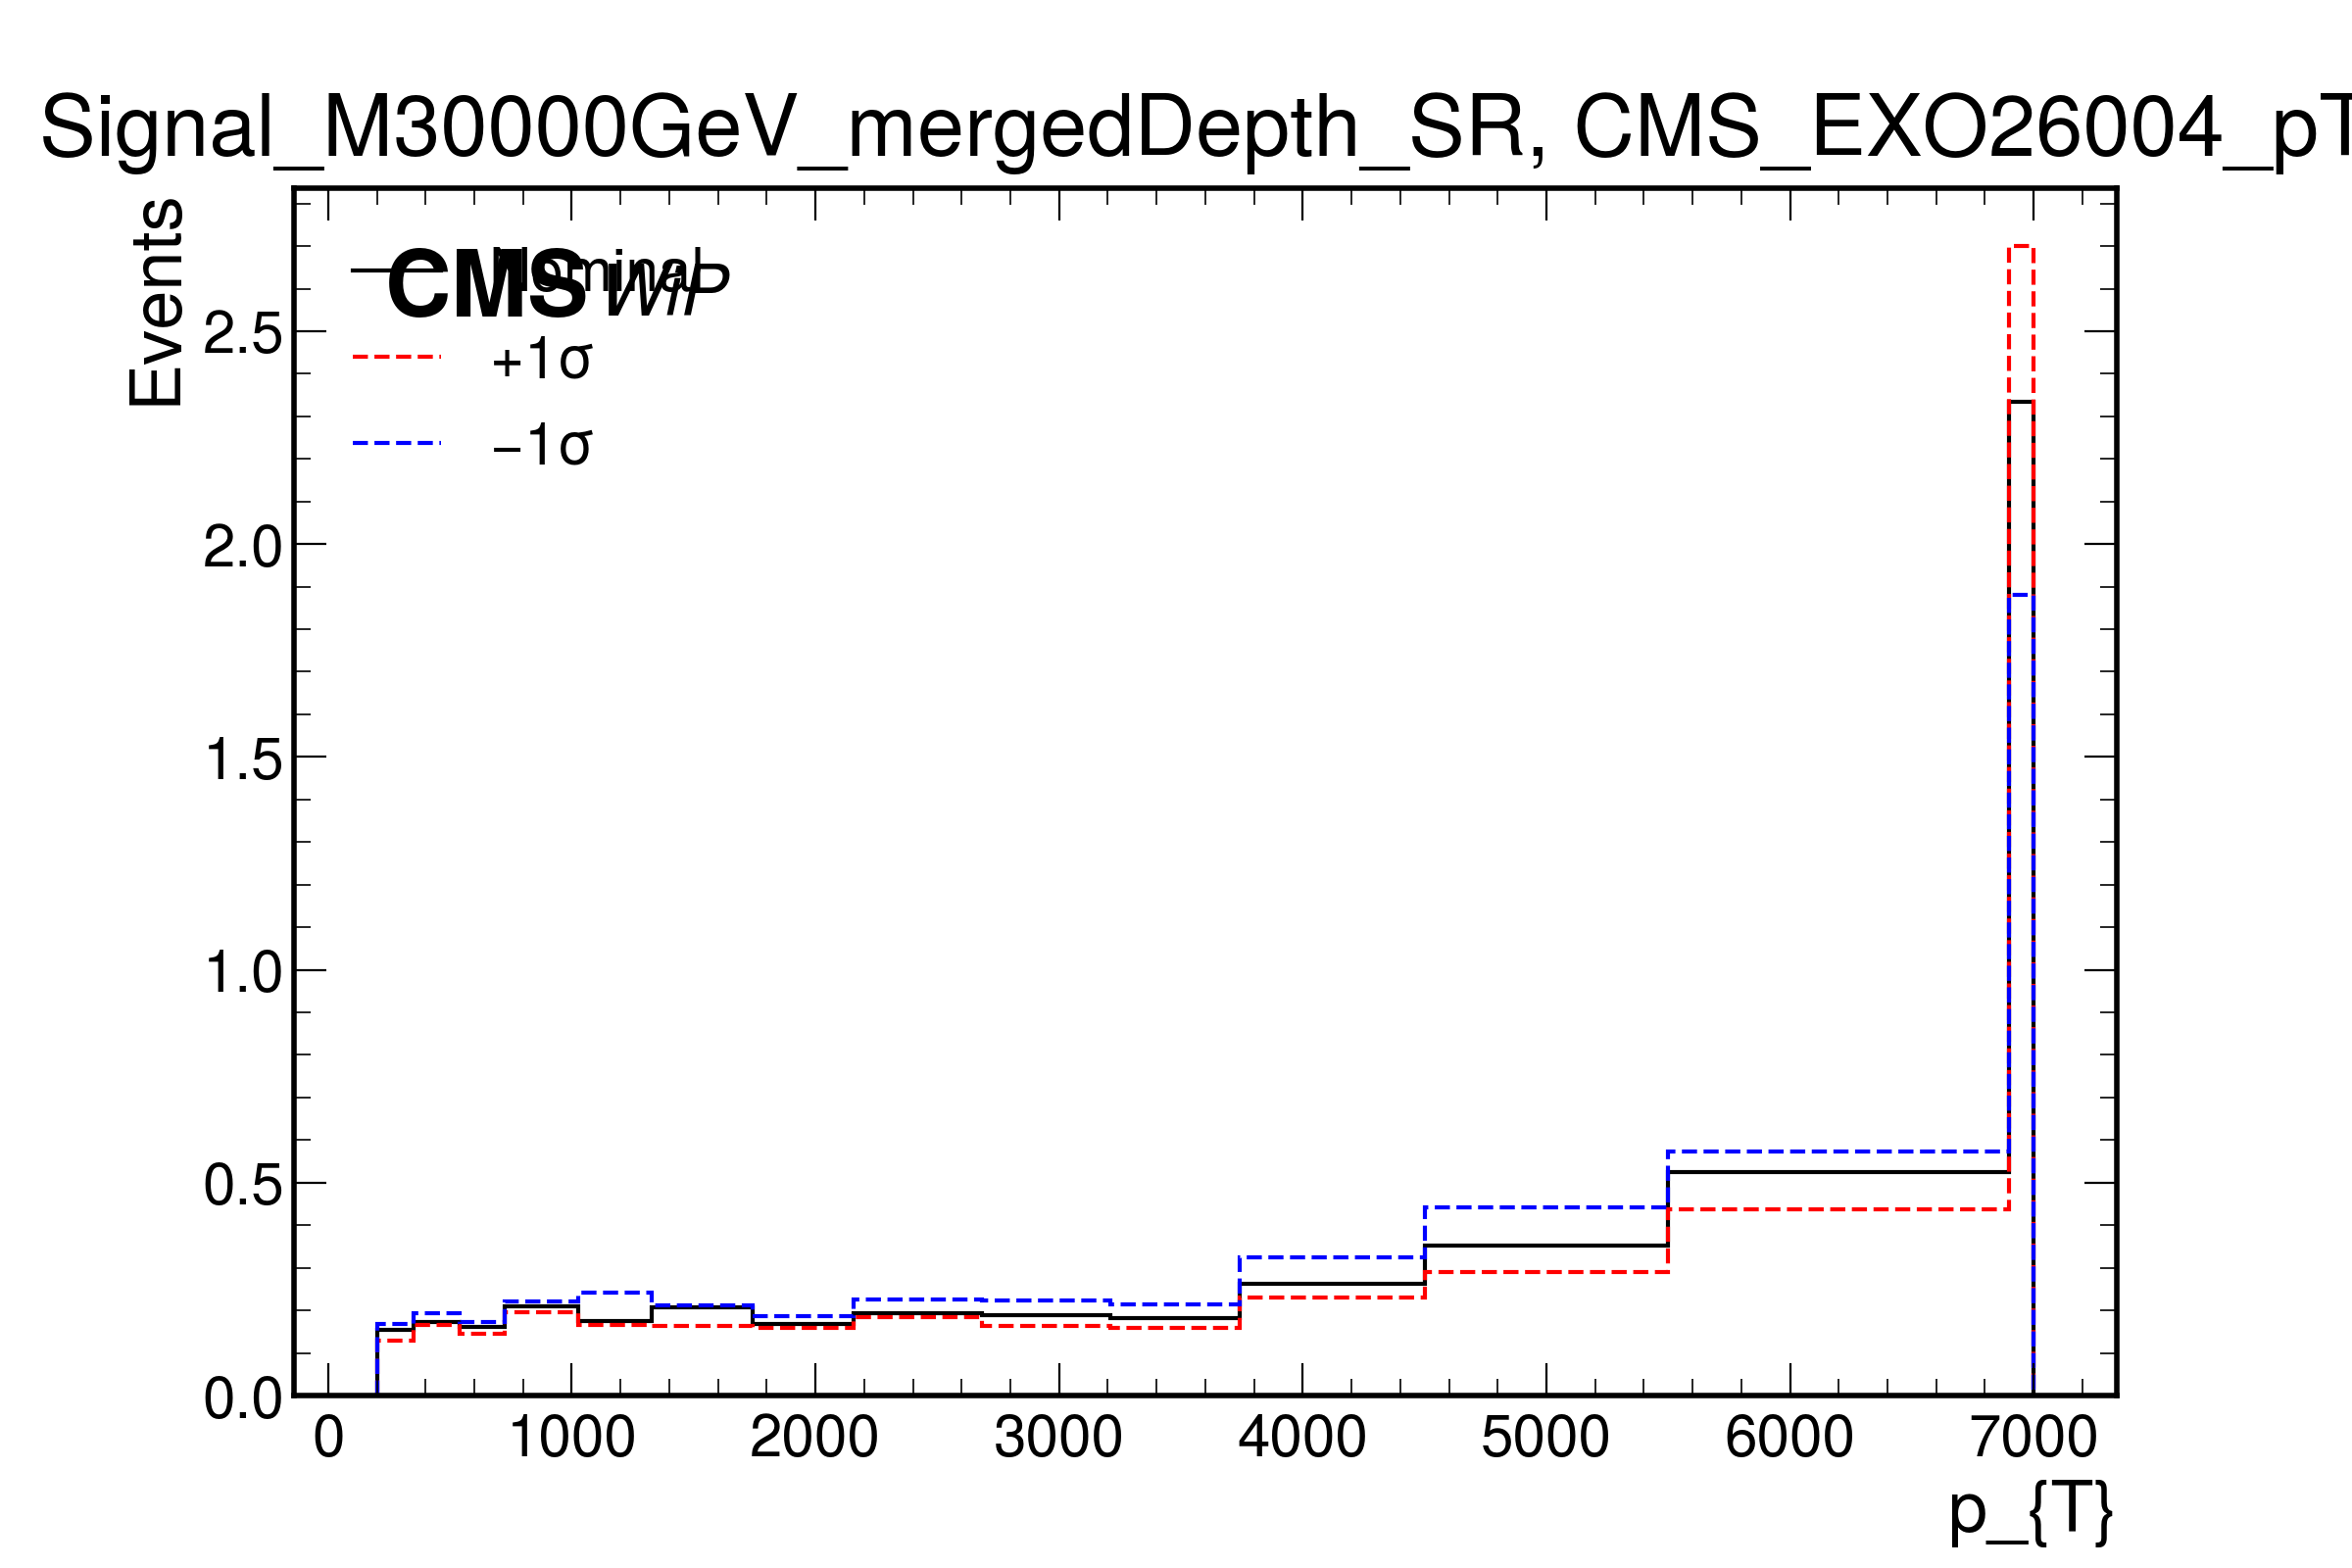 Signal_M30000GeV_mergedDepth_SR, CMS_EXO26004_pT
Events
CMS WiP
Nominal
+1σ
−1σ
2.5
2.0
1.5
1.0
0.5
0.0
0 1000 2000 3000 4000 5000 6000 7000
p_{T}